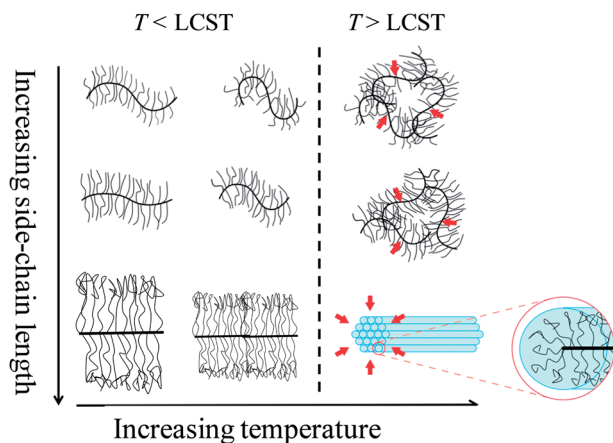 T < LCST
T > LCST
Increasing side-chain length
Increasing temperature